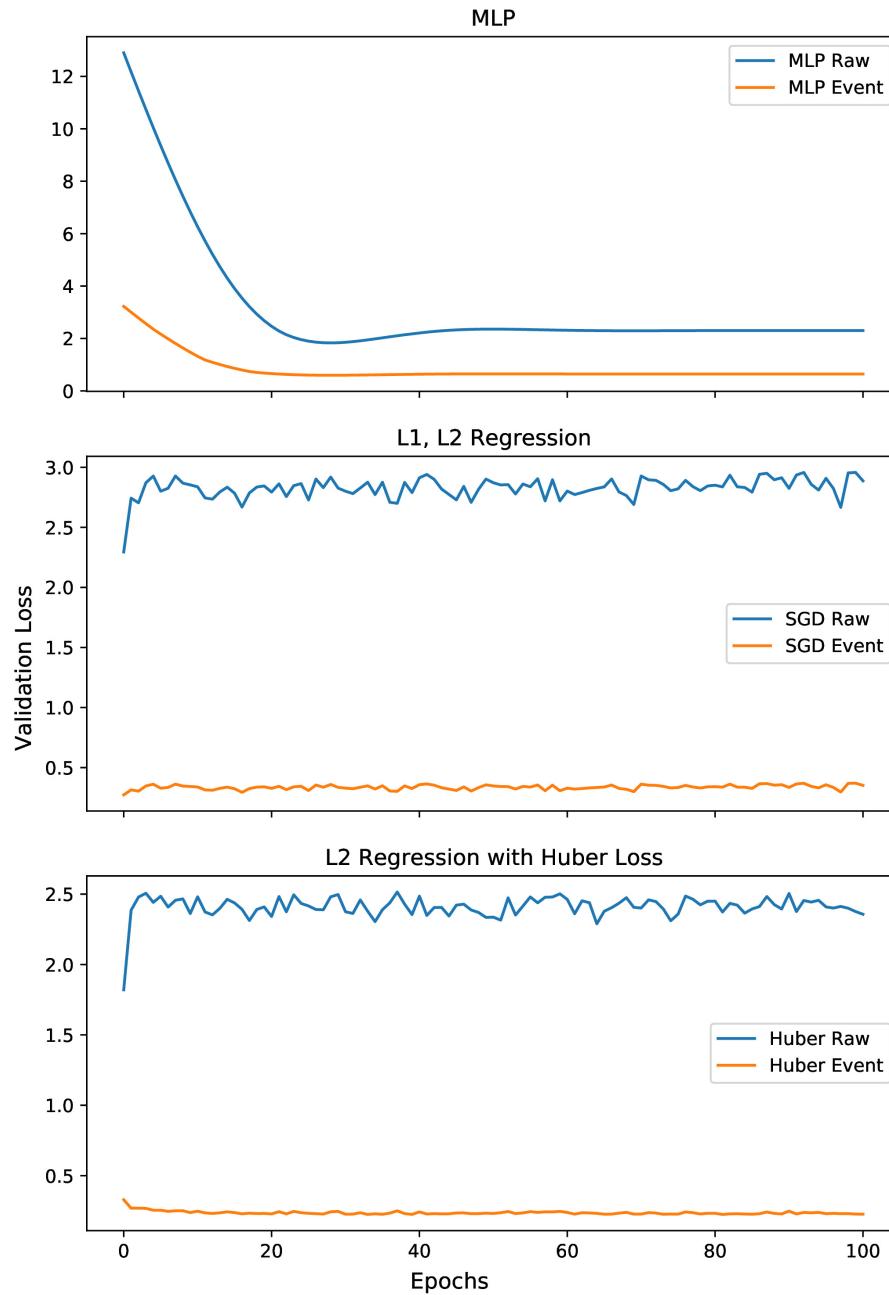 MLP
MLP Raw
MLP Event
12
10
8
6
4
2
0
L1, L2 Regression
3.0
2.5
2.0
1.5
1.0
0.5
SGD Raw
SGD Event
Validation Loss
L2 Regression with Huber Loss
2.5
2.0
1.5
1.0
0.5
Huber Raw
Huber Event
0 20 40 60 80 100
Epochs